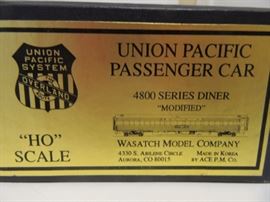 UNION
PACIFIC
SYSTEM
OVERLAND
"HO"
SCALE
UNION PACIFIC
PASSENGER CAR
4800 SERIES DINER
"MODIFIED"
WASATCH MODEL COMPANY
4330 S. ABILENE CIRCLE
AURORA, CO 80015
MADE IN KOREA
BY ACE P.M. CO.